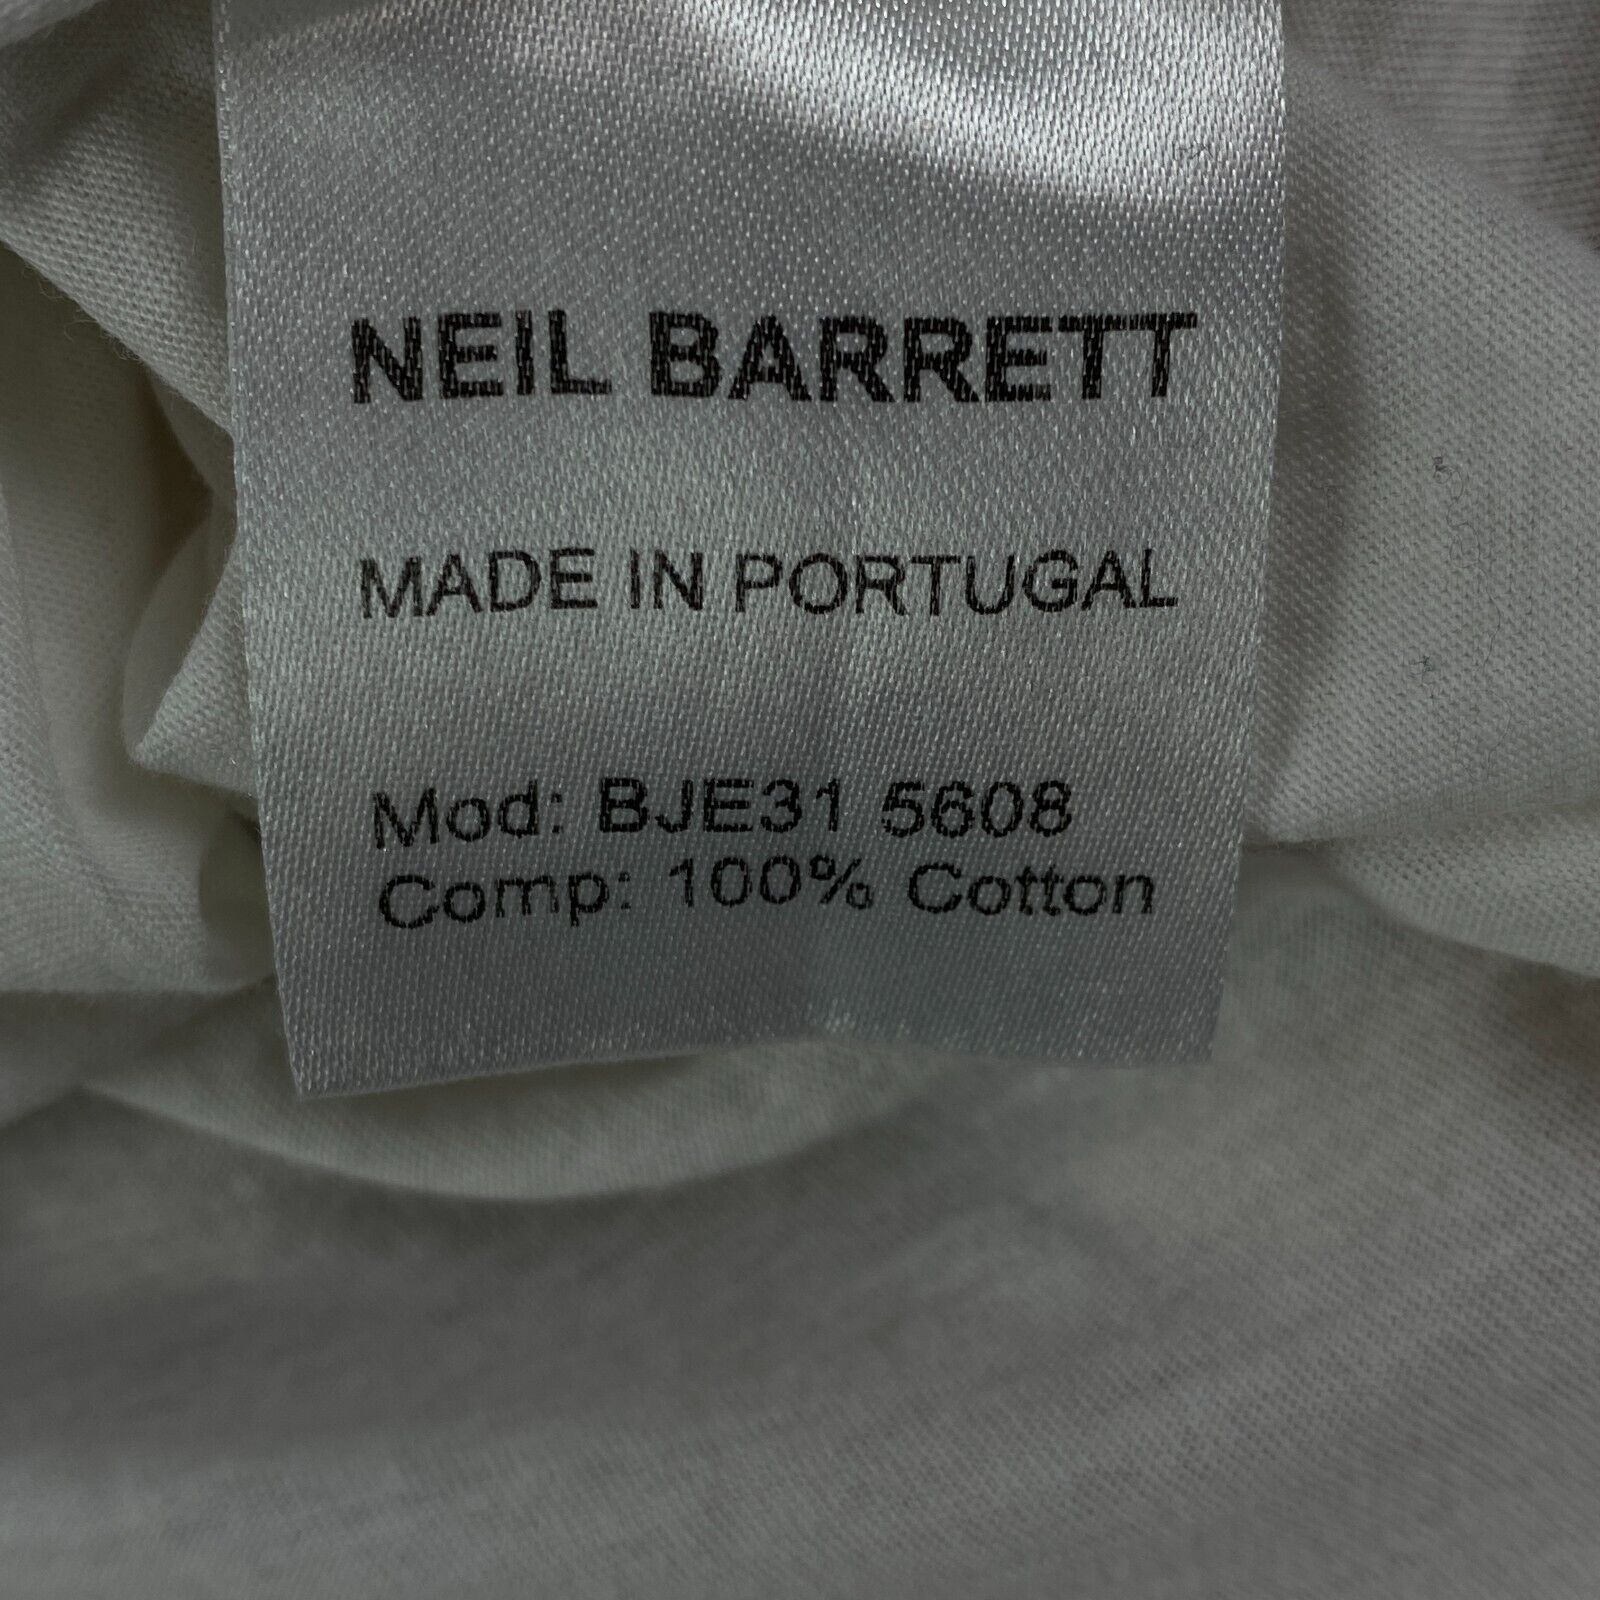 NEIL BARRETT
MADE IN PORTUGAL
Mod: BJE31 5608
Comp: 100% Cotton